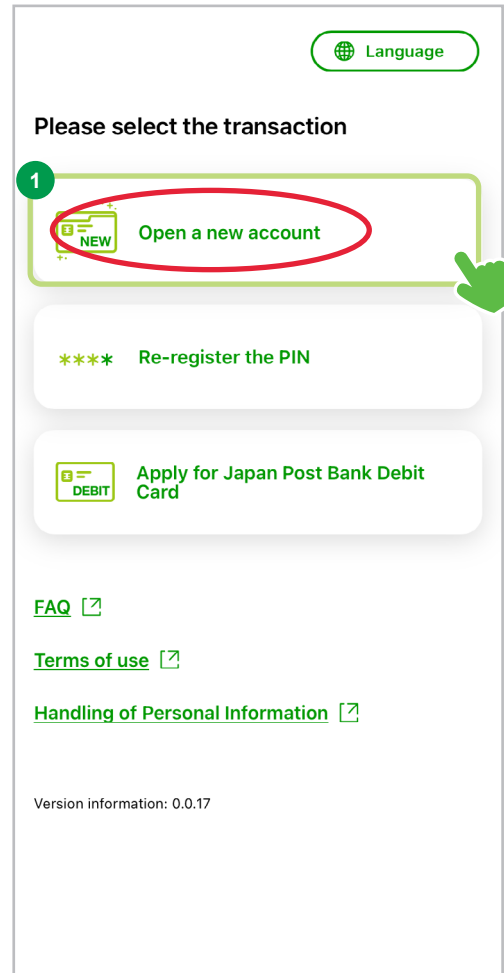 Language
Please select the transaction
1
NEW
Open a new account
**** Re-register the PIN
DEBIT
Apply for Japan Post Bank Debit
Card
FAQ
Terms of use
Handling of Personal Information
Version information: 0.0.17